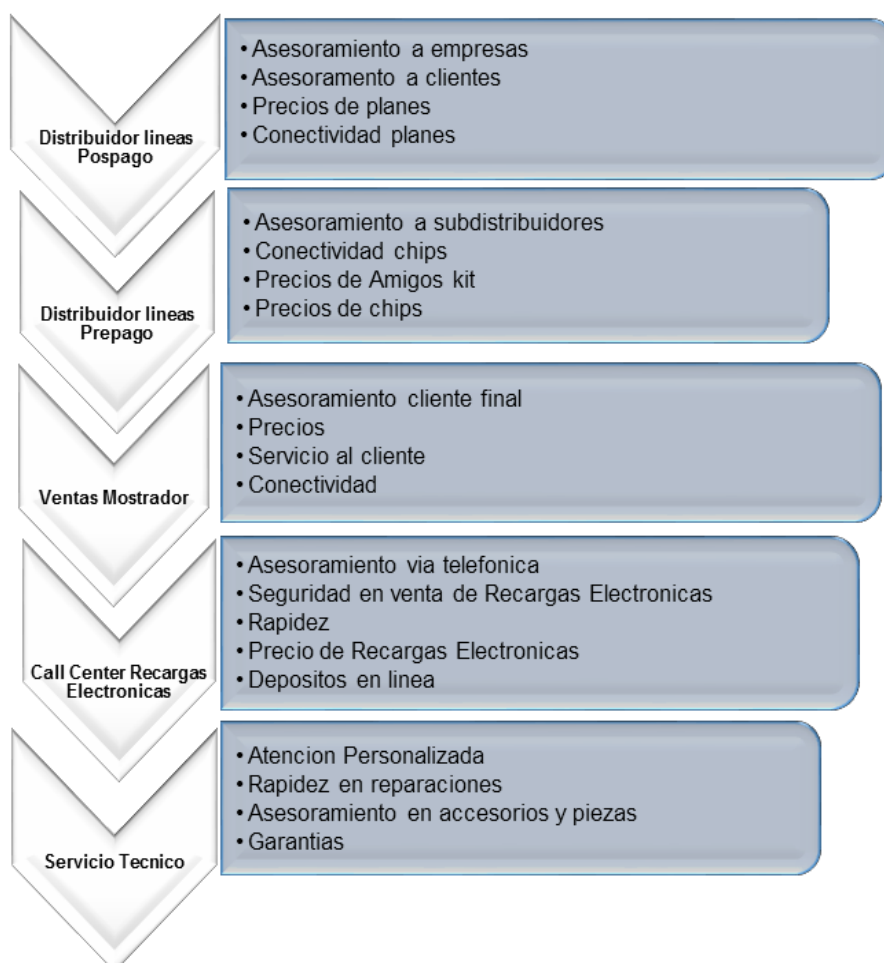 Distribuidor lineas
Pospago
• Asesoramiento a empresas
• Asesoramento a clientes
• Precios de planes
• Conectividad planes
Distribuidor lineas
Prepago
• Asesoramiento a subdistribuidores
• Conectividad chips
• Precios de Amigos kit
• Precios de chips
Ventas Mostrador
• Asesoramiento cliente final
• Precios
• Servicio al cliente
• Conectividad
Call Center Recargas
Electronicas
• Asesoramiento via telefonica
• Seguridad en venta de Recargas Electronicas
• Rapidez
• Precio de Recargas Electronicas
• Depositos en linea
Servicio Tecnico
• Atencion Personalizada
• Rapidez en reparaciones
• Asesoramiento en accesorios y piezas
• Garantias